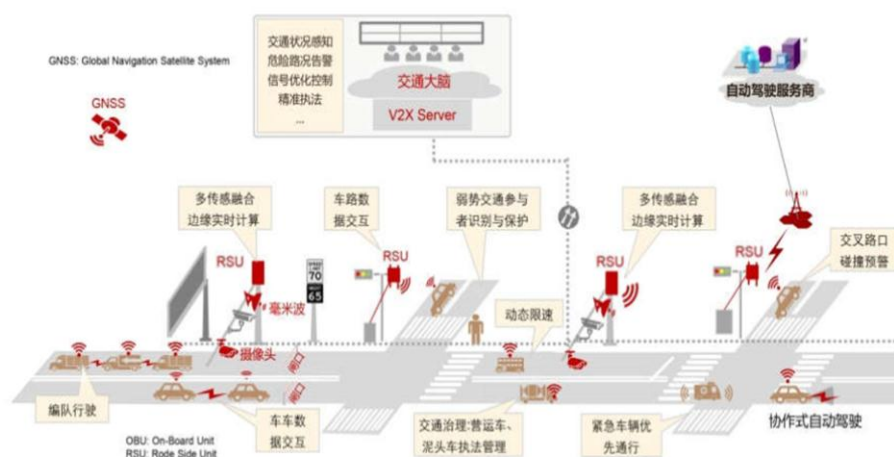 交通状况感知
危险路况告警
信号优化控制
精准执法
...
交通大脑
V2X Server
GNSS: Global Navigation Satellite System
GNSS
自动驾驶服务商
多传感融合
边缘实时计算
车路数
据交互
弱势交通参与
者识别与保护
多传感融合
边缘实时计算
交叉路口
碰撞预警
RSU
RSU
RSU
RSU
SPEED
LIMIT
70
NIGHT
65
毫米波
动态限速
摄像头
编队行驶
车车数
据交互
交通治理:营运车、
泥头车执法管理
紧急车辆优
先通行
协作式自动驾驶
OBU: On-Board Unit
RSU: Rode Side Unit